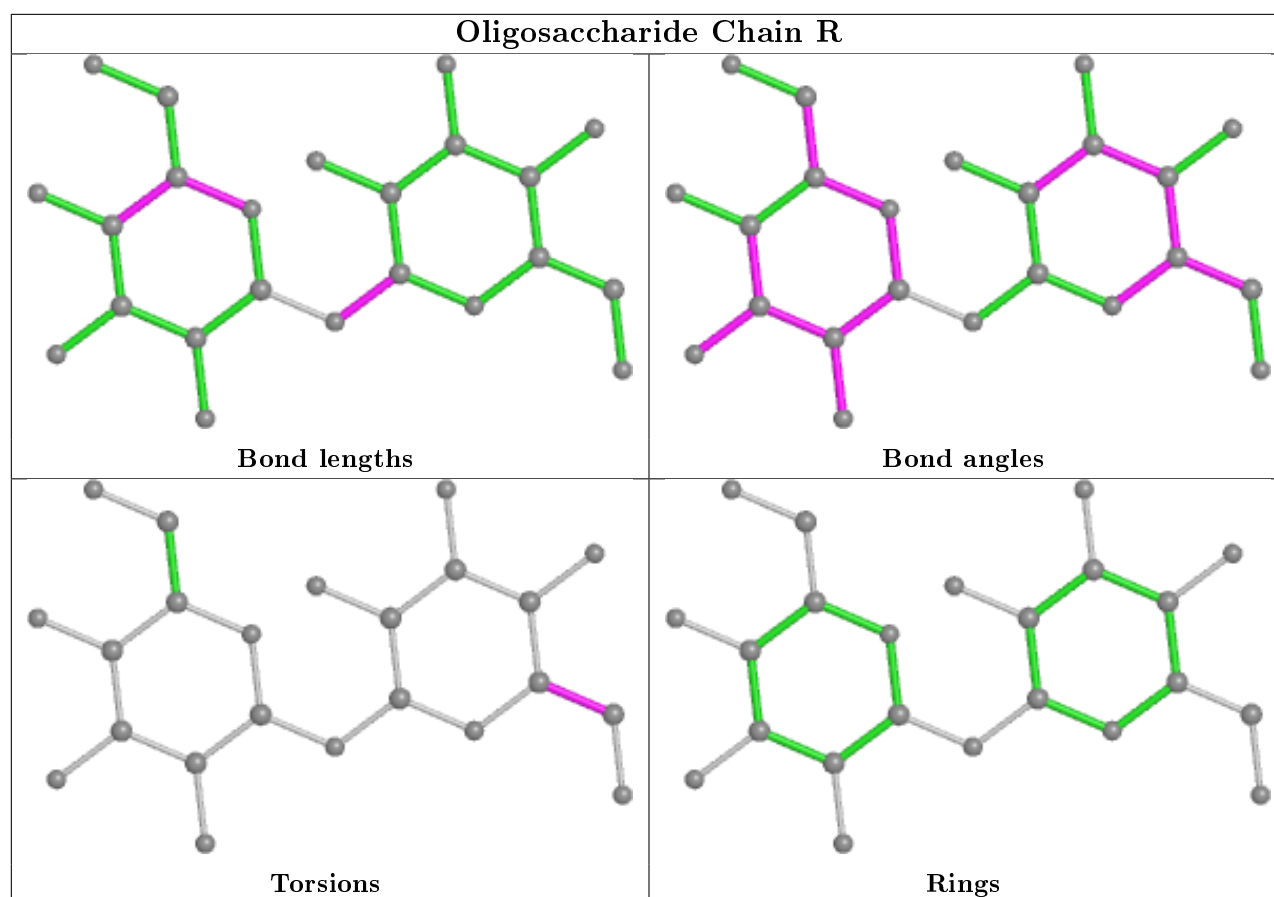 Oligosaccharide Chain R
Bond lengths
Bond angles
Torsions
Rings